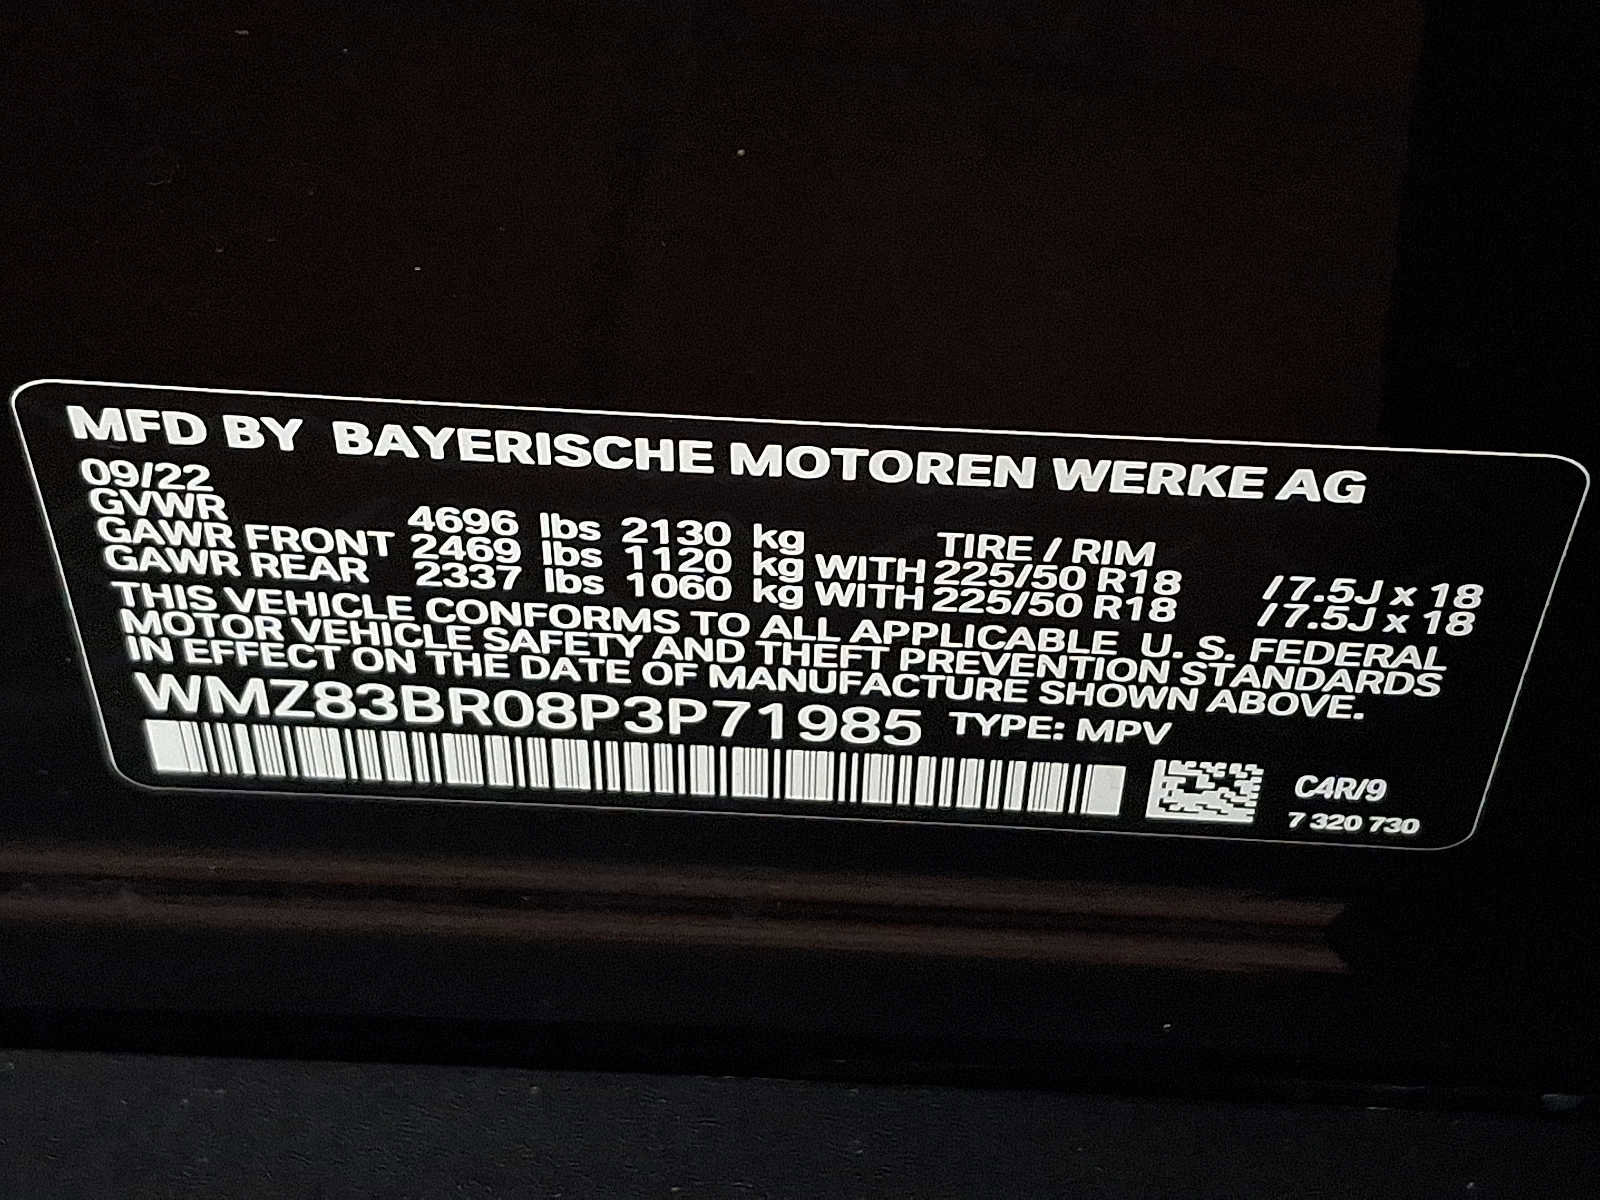 MFD BY BAYERISCHE MOTOREN WERKE AG
09/22
GVWR 4696 lbs 2130 kg TIRE / RIM
GAWR FRONT 2469 lbs 1120 kg WITH 225/50 R18 / 7.5J x 18
GAWR REAR 2337 lbs 1060 kg WITH 225/50 R18 / 7.5J x 18
THIS VEHICLE CONFORMS TO ALL APPLICABLE U. S. FEDERAL
MOTOR VEHICLE SAFETY AND THEFT PREVENTION STANDARDS
IN EFFECT ON THE DATE OF MANUFACTURE SHOWN ABOVE.
WMZ83BR08P3P71985 TYPE: MPV
C4R/9
7 320 730